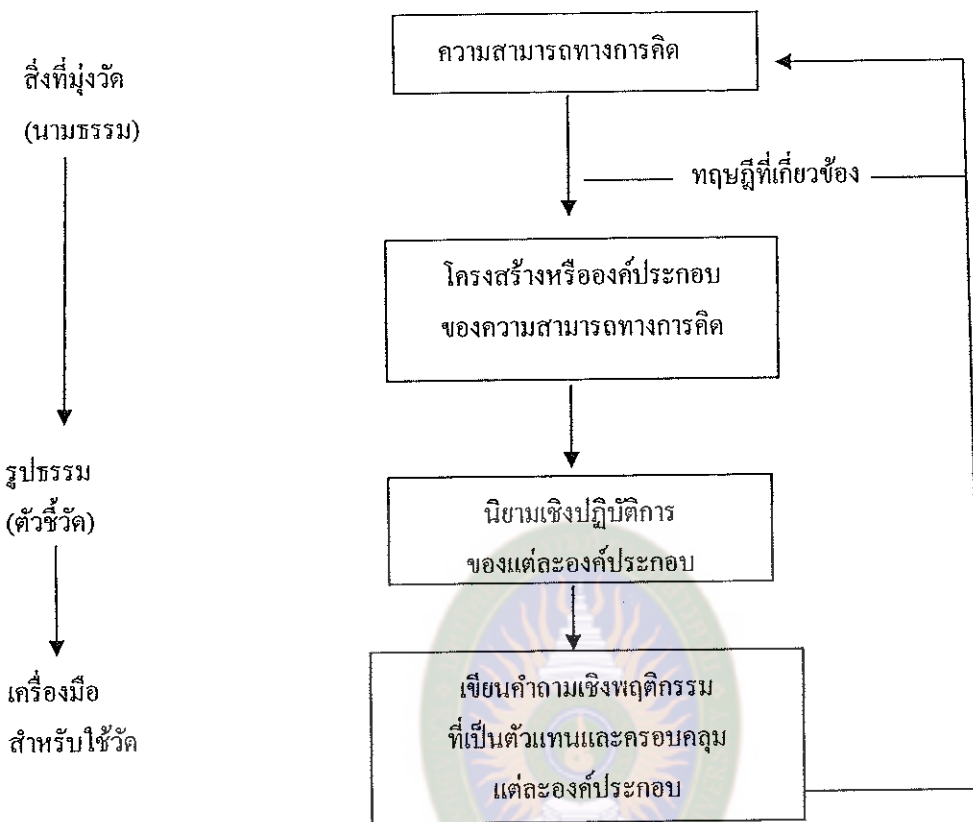 ความสามารถทางการคิด
สิ่งที่มุ่งวัด
(นามธรรม)
ทฤษฎีที่เกี่ยวข้อง
โครงสร้างหรือองค์ประกอบ
ของความสามารถทางการคิด
รูปธรรม
(ตัวชี้วัด)
นิยามเชิงปฏิบัติการ
ของแต่ละองค์ประกอบ
เครื่องมือ
สำหรับใช้วัด
เขียนคำถามเชิงพฤติกรรม
ที่เป็นตัวแทนและครอบคลุม
แต่ละองค์ประกอบ